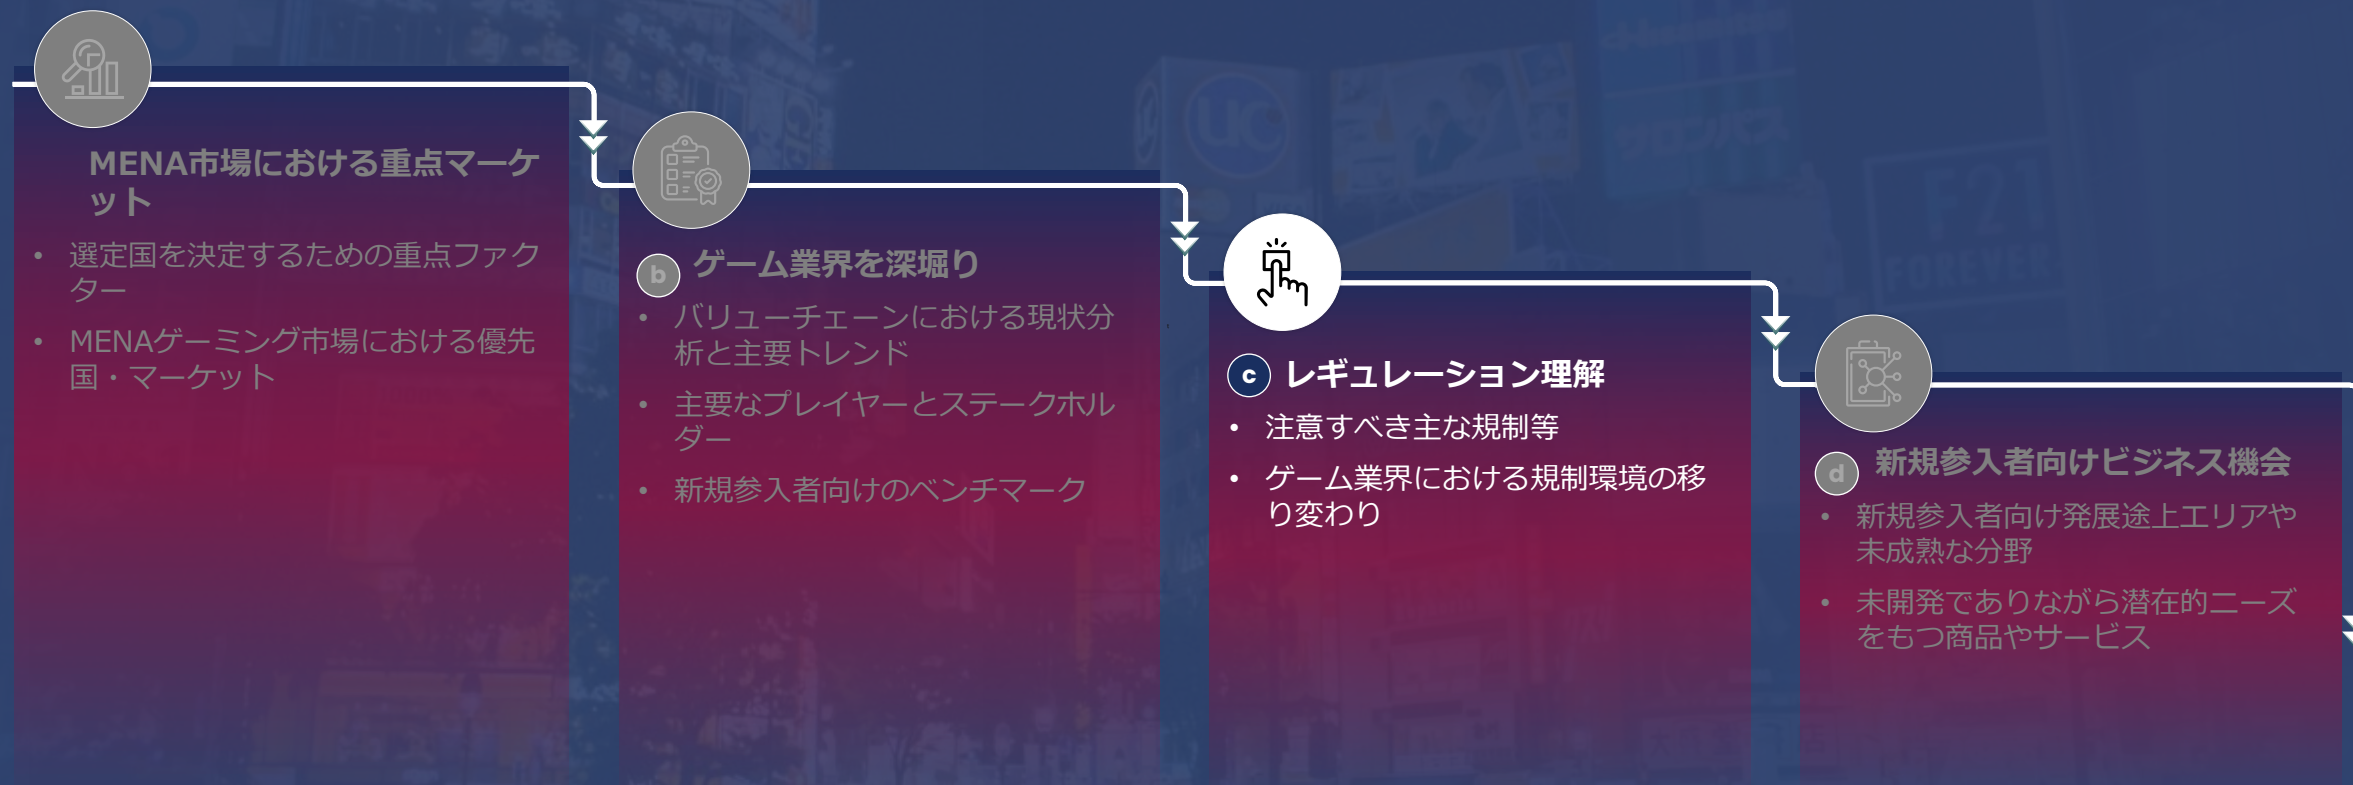 MENA市場における重点マーケ
ット
• 選定国を決定するための重点ファク
ター
• MENAゲーミング市場における優先
国・マーケット
b ゲーム業界を深堀り
• バリューチェーンにおける現状分
析と主要トレンド
• 主要なプレイヤーとステークホル
ダー
• 新規参入者向けのベンチマーク
c レギュレーション理解
• 注意すべき主な規制等
• ゲーム業界における規制環境の移
り変わり
d 新規参入者向けビジネス機会
• 新規参入者向け発展途上エリアや
未成熟な分野
• 未開発でありながら潜在的ニーズ
をもつ商品やサービス
UC
サロンパス
F21
FOREVER